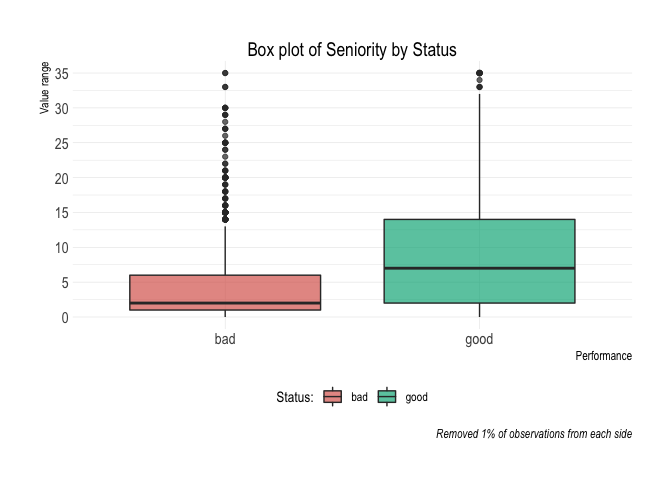 Box plot of Seniority by Status
Value range
35
30
25
20
15
10
5
0
bad good
Performance
Status: bad good
Removed 1% of observations from each side